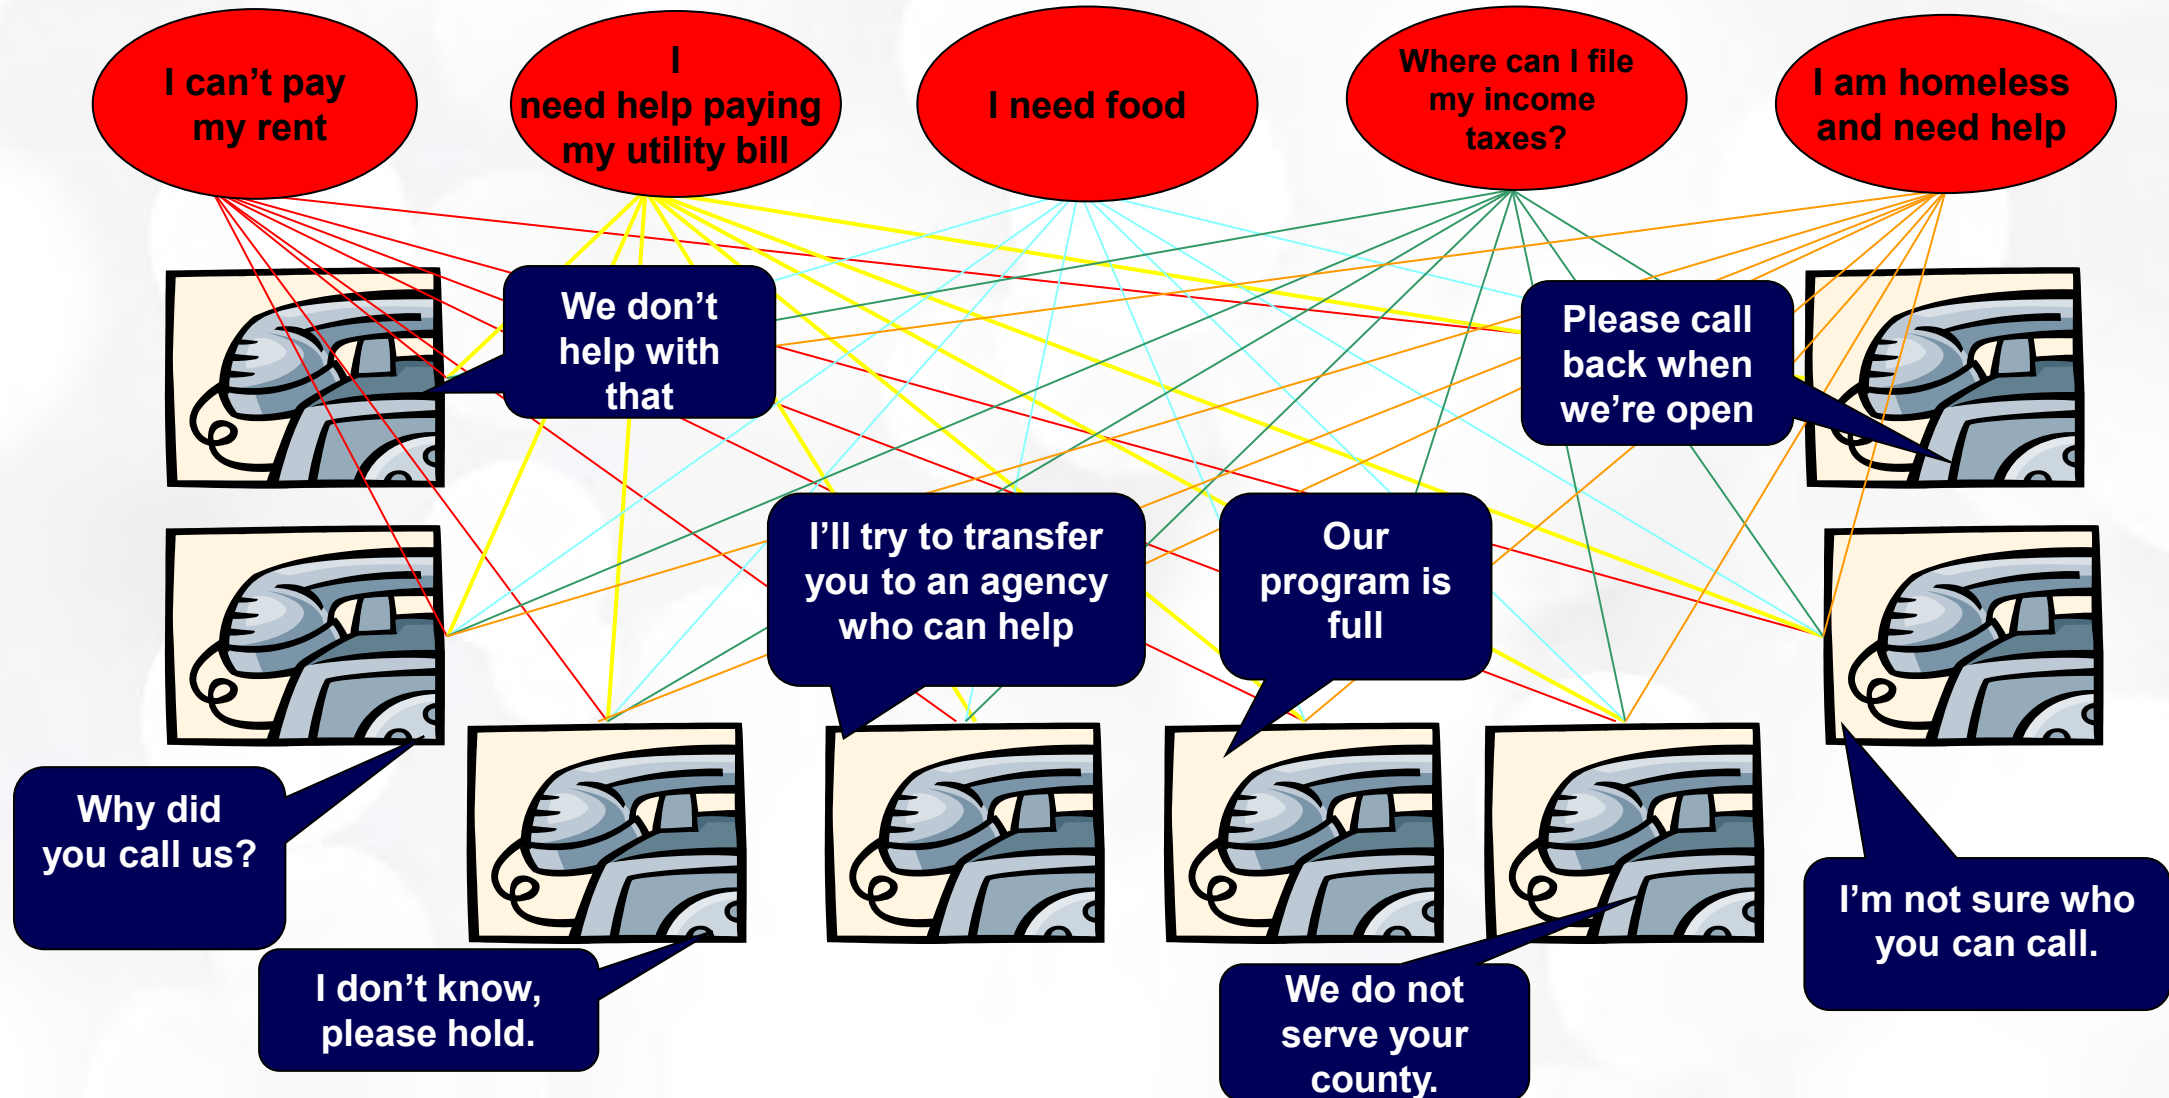 I can't pay
my rent
I
need help paying
my utility bill
I need food
Where can I file
my income
taxes?
I am homeless
and need help
We don't
help with
that
Please call
back when
we're open
I'll try to transfer
you to an agency
who can help
Our
program is
full
Why did
you call us?
I'm not sure who
you can call.
I don't know,
please hold.
We do not
serve your
county.